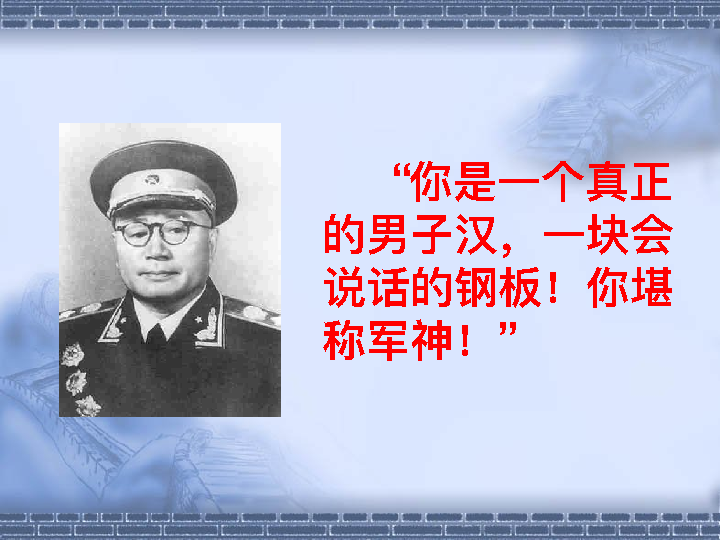 “你是一个真正
的男子汉，一块会
说话的钢板！你堪
称军神！”